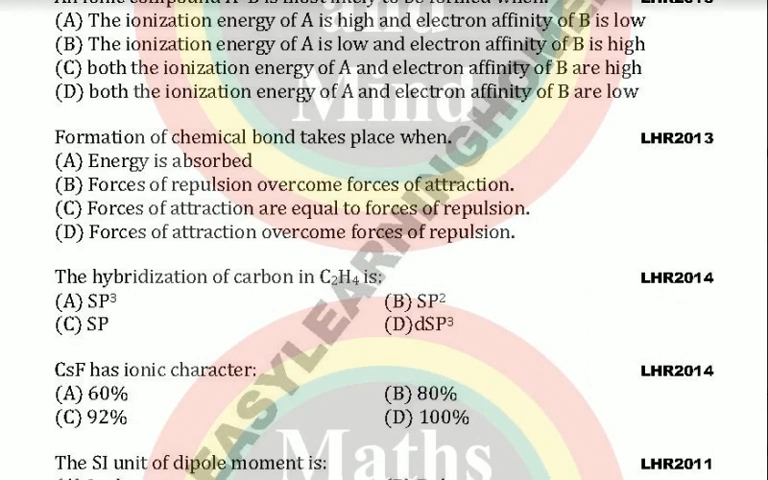 (A) The ionization energy of A is high and electron affinity of B is low
(B) The ionization energy of A is low and electron affinity of B is high
(C) both the ionization energy of A and electron affinity of B are high
(D) both the ionization energy of A and electron affinity of B are low
Formation of chemical bond takes place when. LHR2013
(A) Energy is absorbed
(B) Forces of repulsion overcome forces of attraction.
(C) Forces of attraction are equal to forces of repulsion.
(D) Forces of attraction overcome forces of repulsion.
The hybridization of carbon in C₂H₄ is: LHR2014
(A) SP³ (B) SP²
(C) SP (D)dSP³
CsF has ionic character: LHR2014
(A) 60% (B) 80%
(C) 92% (D) 100%
The SI unit of dipole moment is: LHR2011
and
Mind
Maths